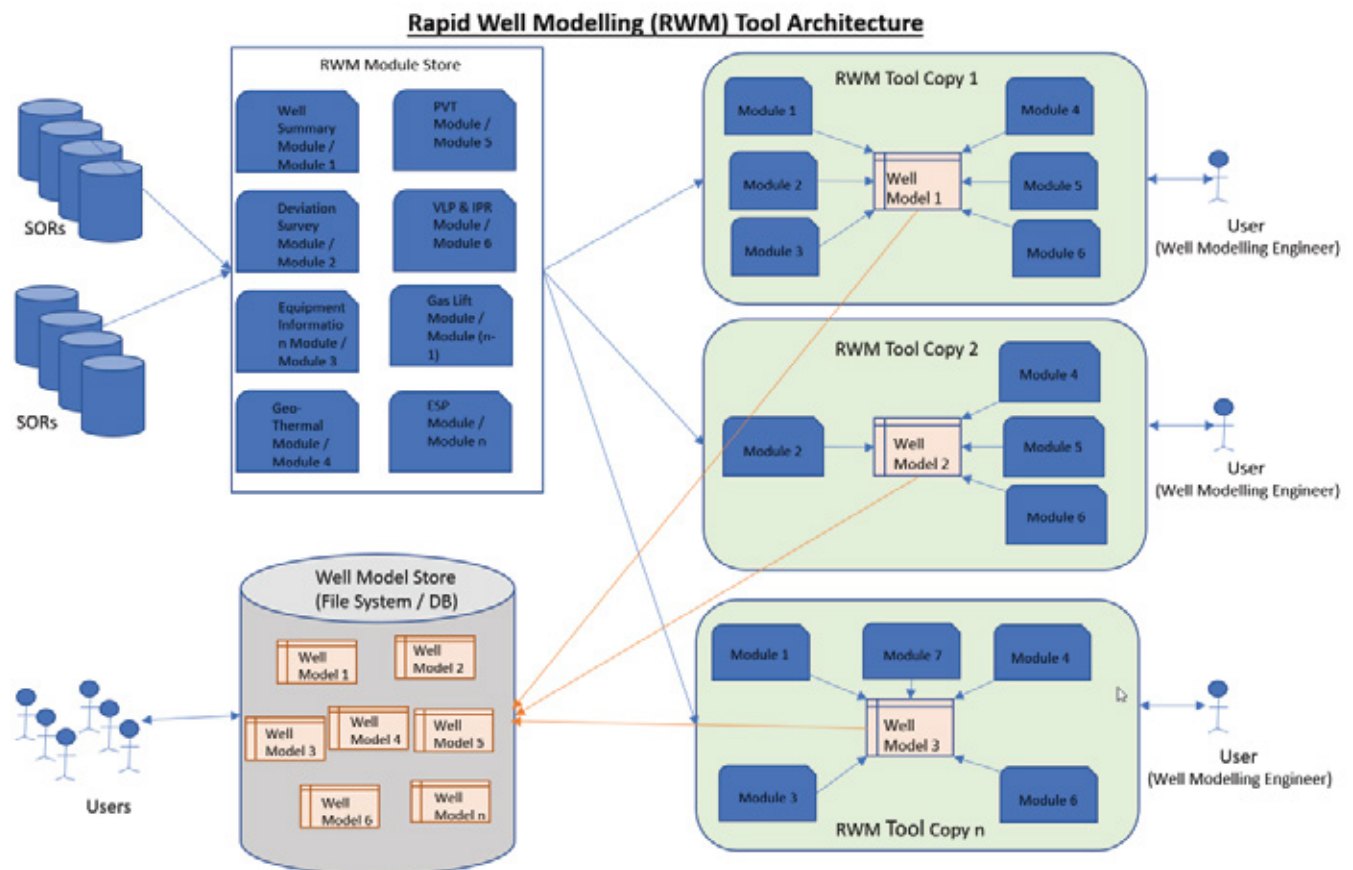 Rapid Well Modelling (RWM) Tool Architecture
RWM Module Store
Well
Summary
Module /
Module 1
PVT
Module /
Module 5
Deviation
Survey
Module /
Module 2
VLP & IPR
Module /
Module 6
Equipment
Informatio
n Module /
Module 3
Gas Lift
Module /
Module (n-
1)
Geo-
Thermal
Module /
Module 4
ESP
Module /
Module n
SORs
SORs
RWM Tool Copy 1
Module 1
Module 4
Module 2
Well
Model 1
Module 5
Module 3
Module 6
User
(Well Modelling Engineer)
RWM Tool Copy 2
Module 4
Module 2
Well
Model 2
Module 5
Module 6
User
(Well Modelling Engineer)
Module 1
Module 7
Module 4
Well
Model 3
Module 3
Module 6
RWM Tool Copy n
User
(Well Modelling Engineer)
Well Model Store
(File System / DB)
Well
Model 1
Well
Model 2
Well
Model 3
Well
Model 4
Well
Model 5
Well
Model 6
Well
Model n
Users